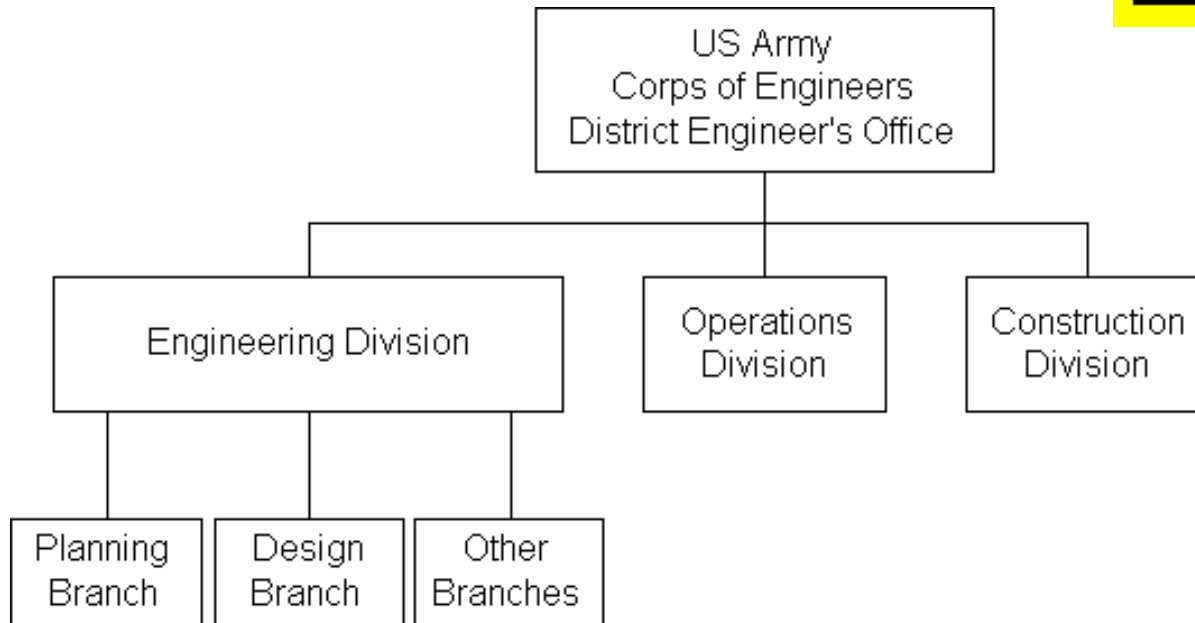 US Army
Corps of Engineers
District Engineer's Office
Engineering Division
Operations
Division
Construction
Division
Planning
Branch
Design
Branch
Other
Branches